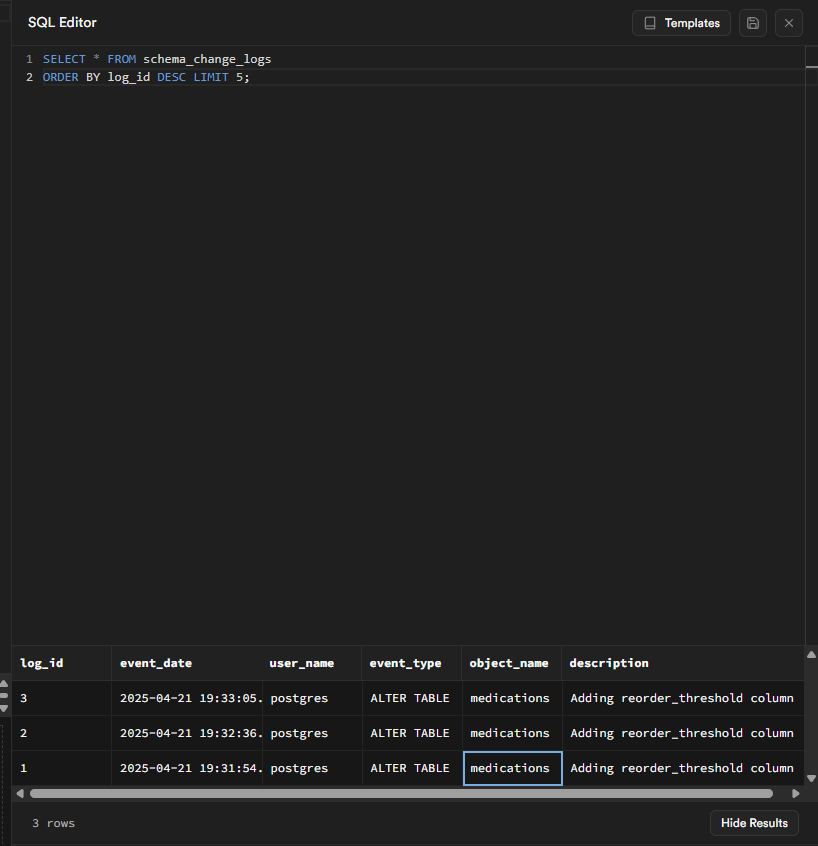 SQL Editor
Templates
1 SELECT * FROM schema_change_logs
2 ORDER BY log_id DESC LIMIT 5;
log_id event_date user_name event_type object_name description
3 2025-04-21 19:33:05. postgres ALTER TABLE medications Adding reorder_threshold column
2 2025-04-21 19:32:36. postgres ALTER TABLE medications Adding reorder_threshold column
1 2025-04-21 19:31:54. postgres ALTER TABLE medications Adding reorder_threshold column
3 rows
Hide Results